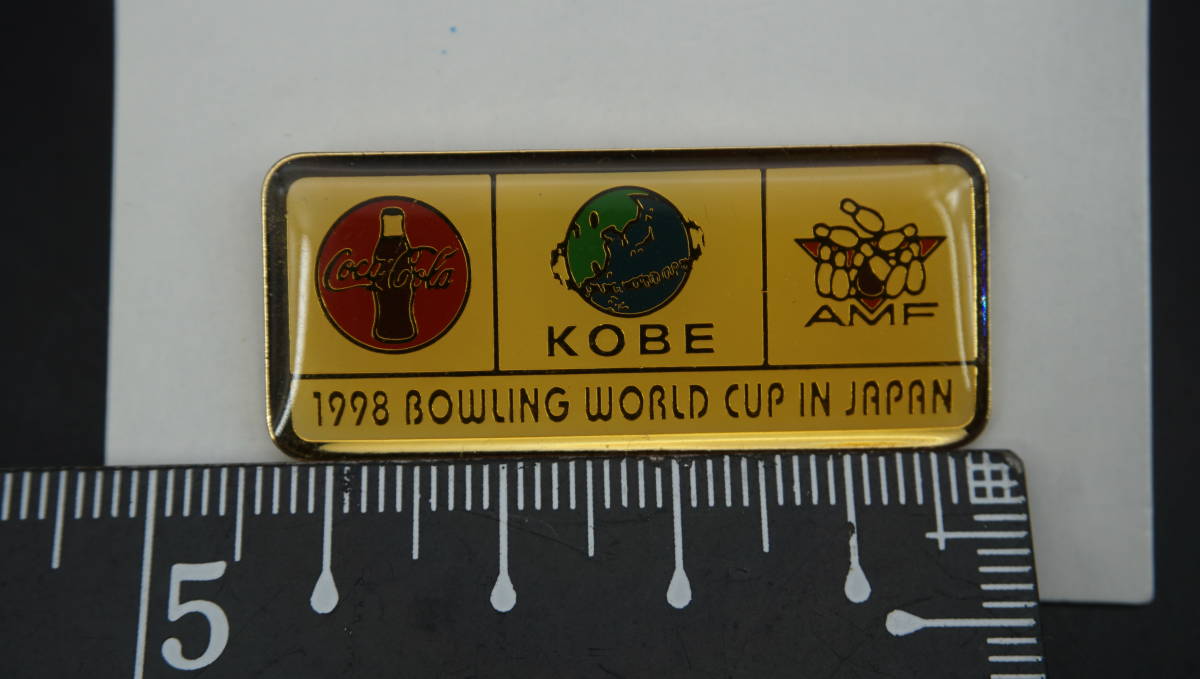 Coca-Cola
KOBE
AMF
1998 BOWLING WORLD CUP IN JAPAN
5